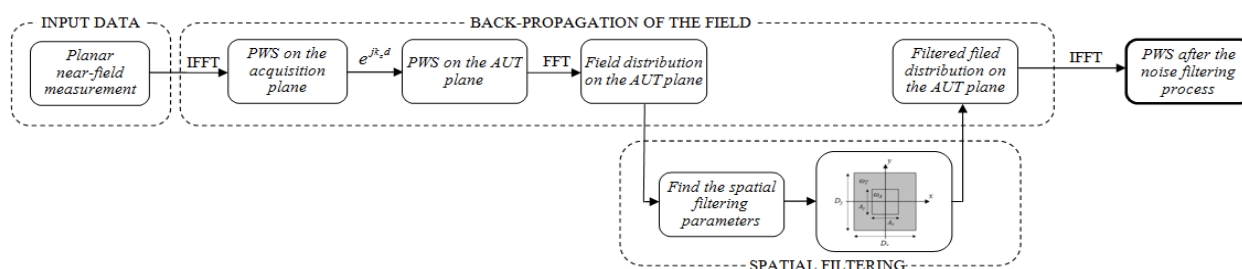 INPUT DATA
BACK-PROPAGATION OF THE FIELD
Planar
near-field
measurement
IFFT
PWS on the
acquisition
plane
e^{jk_z d}
PWS on the AUT
plane
FFT
Field distribution
on the AUT plane
Filtered filed
distribution on
the AUT plane
IFFT
PWS after the
noise filtering
process
Find the spatial
filtering
parameters
y
x
D_y
A_y
SPATIAL FILTERING